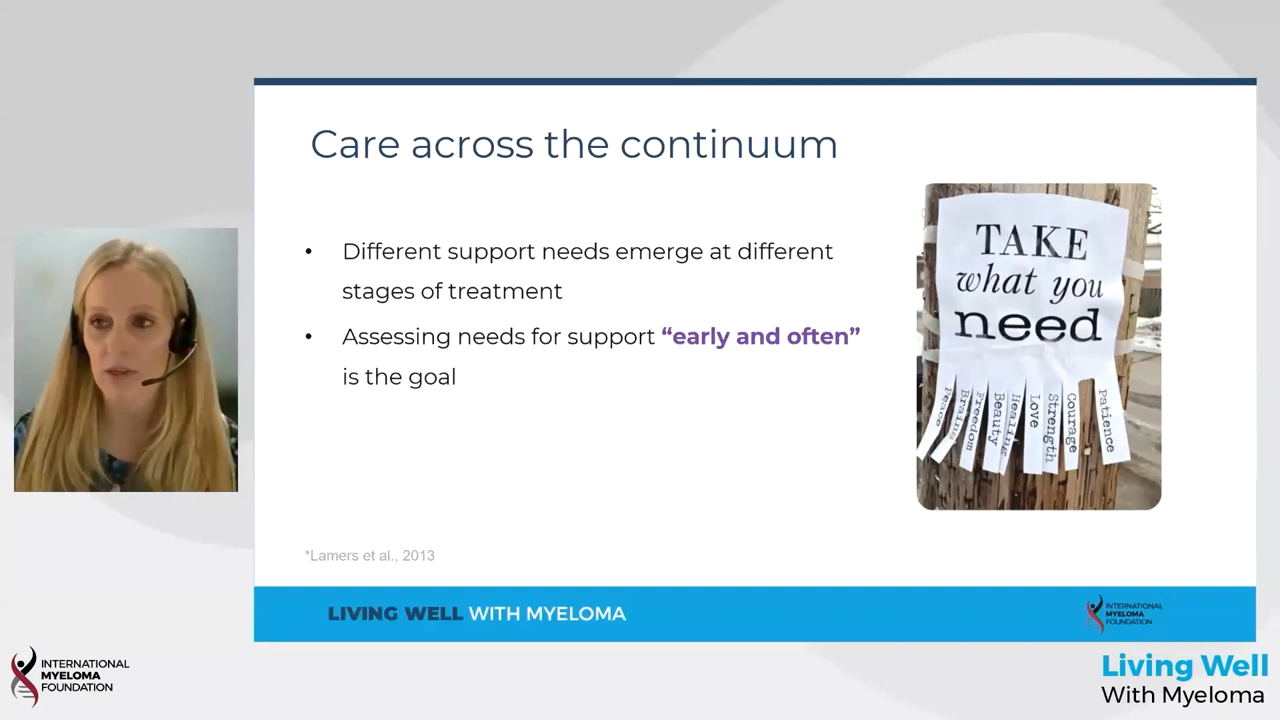 Care across the continuum
• Different support needs emerge at different
stages of treatment
• Assessing needs for support “early and often”
is the goal
TAKE
what you
need
Peace
Brains
Freedom
Beauty
Healing
Love
Strength
Courage
Patience
*Lamers et al., 2013
LIVING WELL WITH MYELOMA
INTERNATIONAL
MYELOMA
FOUNDATION
INTERNATIONAL
MYELOMA
FOUNDATION
Living Well
With Myeloma